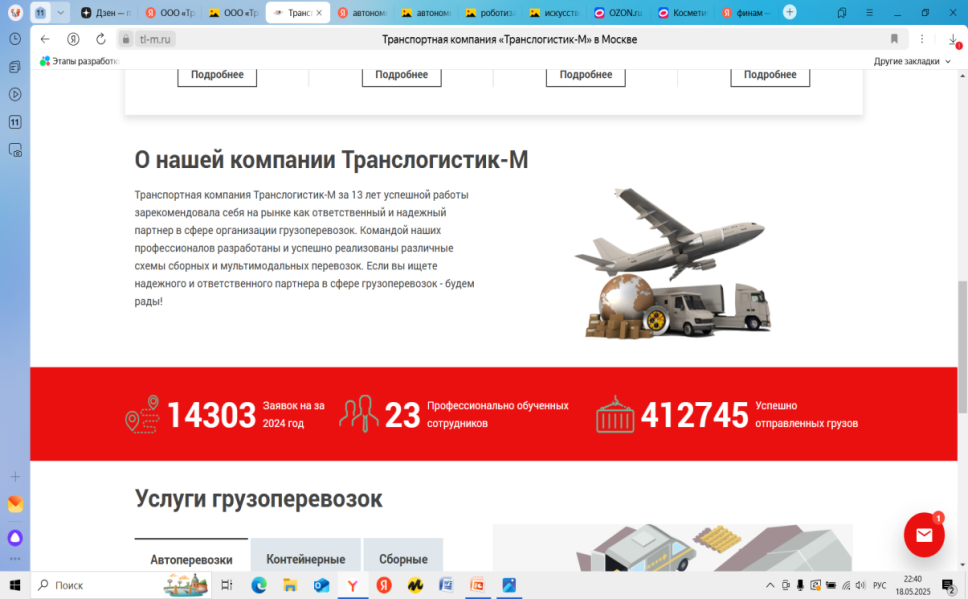 11
Дзен — п
ООО «Тр
ООО «Тр
Транс
автоном
автоном
роботиз
искусств
OZON.ru
Космети
финам —
tl-m.ru
Транспортная компания «Транслогистик-М» в Москве
Этапы разработк
Другие закладки
11
Подробнее
Подробнее
Подробнее
Подробнее
О нашей компании Транслогистик-М
Транспортная компания Транслогистик-М за 13 лет успешной работы
зарекомендовала себя на рынке как ответственный и надежный
партнер в сфере организации грузоперевозок. Командой наших
профессионалов разработаны и успешно реализованы различные
схемы сборных и мультимодальных перевозок. Если вы ищете
надежного и ответственного партнера в сфере грузоперевозок - будем
рады!
14303
Заявок на за
2024 год
23
Профессионально обученных
сотрудников
412745
Успешно
отправленных грузов
Услуги грузоперевозок
Автоперевозки
Контейнерные
Сборные
1
Поиск
РУС
22:40
18.05.2025
2